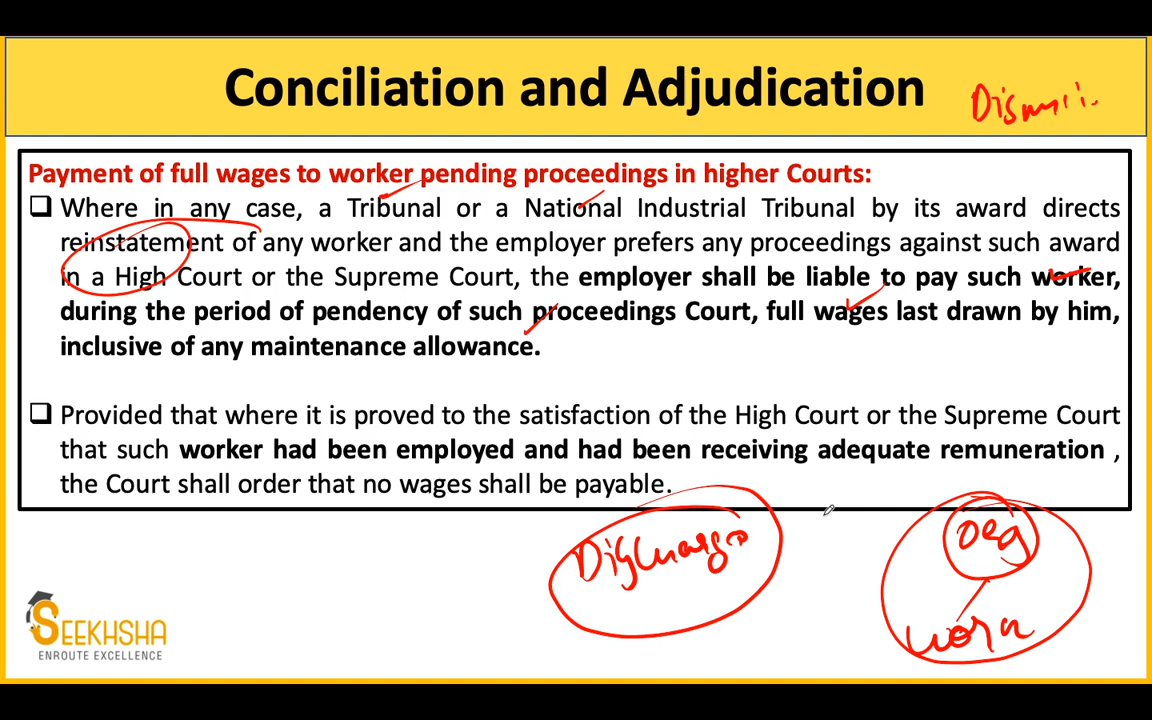 Conciliation and Adjudication
Payment of full wages to worker pending proceedings in higher Courts:
❑ Where in any case, a Tribunal or a National Industrial Tribunal by its award directs
reinstatement of any worker and the employer prefers any proceedings against such award
in a High Court or the Supreme Court, the employer shall be liable to pay such worker,
during the period of pendency of such proceedings Court, full wages last drawn by him,
inclusive of any maintenance allowance.
❑ Provided that where it is proved to the satisfaction of the High Court or the Supreme Court
that such worker had been employed and had been receiving adequate remuneration ,
the Court shall order that no wages shall be payable.
SEEKHSHA
ENROUTE EXCELLENCE